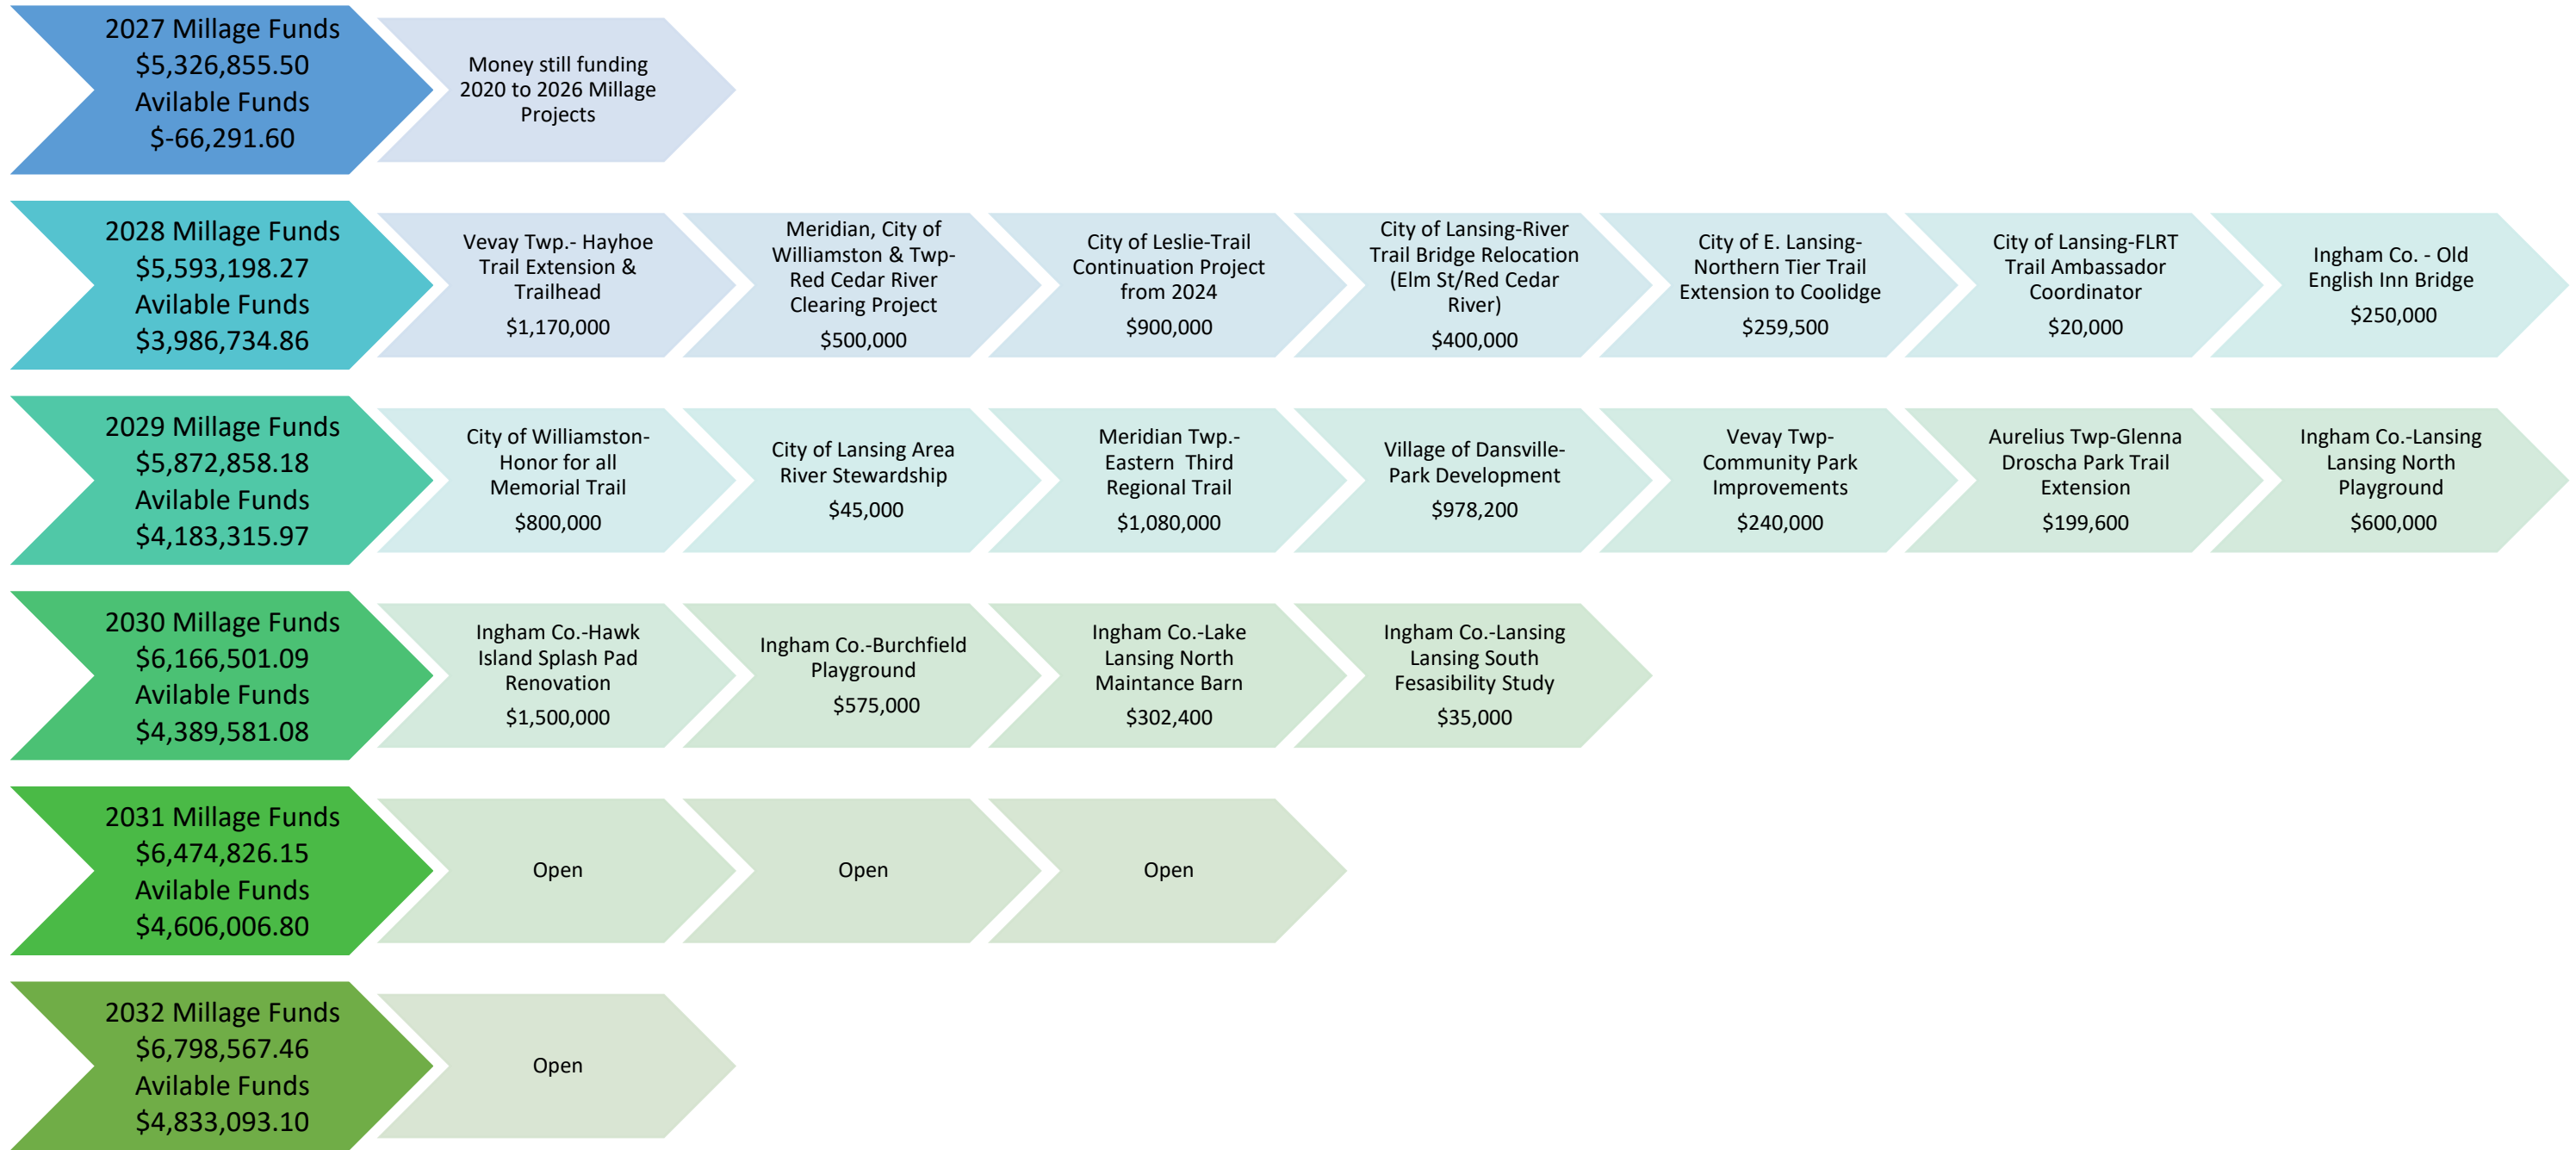 2027 Millage Funds
$5,326,855.50
Avilable Funds
$-66,291.60
Money still funding
2020 to 2026 Millage
Projects
2028 Millage Funds
$5,593,198.27
Avilable Funds
$3,986,734.86
Vevay Twp.- Hayhoe
Trail Extension &
Trailhead
$1,170,000
Meridian, City of
Williamston & Twp-
Red Cedar River
Clearing Project
$500,000
City of Leslie-Trail
Continuation Project
from 2024
$900,000
City of Lansing-River
Trail Bridge Relocation
(Elm St/Red Cedar
River)
$400,000
City of E. Lansing-
Northern Tier Trail
Extension to Coolidge
$259,500
City of Lansing-FLRT
Trail Ambassador
Coordinator
$20,000
Ingham Co. - Old
English Inn Bridge
$250,000
2029 Millage Funds
$5,872,858.18
Avilable Funds
$4,183,315.97
City of Williamston-
Honor for all
Memorial Trail
$800,000
City of Lansing Area
River Stewardship
$45,000
Meridian Twp.-
Eastern  Third
Regional Trail
$1,080,000
Village of Dansville-
Park Development
$978,200
Vevay Twp-
Community Park
Improvements
$240,000
Aurelius Twp-Glenna
Droscha Park Trail
Extension
$199,600
Ingham Co.-Lansing
Lansing North
Playground
$600,000
2030 Millage Funds
$6,166,501.09
Avilable Funds
$4,389,581.08
Ingham Co.-Hawk
Island Splash Pad
Renovation
$1,500,000
Ingham Co.-Burchfield
Playground
$575,000
Ingham Co.-Lake
Lansing North
Maintance Barn
$302,400
Ingham Co.-Lansing
Lansing South
Fesasibility Study
$35,000
2031 Millage Funds
$6,474,826.15
Avilable Funds
$4,606,006.80
Open
Open
Open
2032 Millage Funds
$6,798,567.46
Avilable Funds
$4,833,093.10
Open